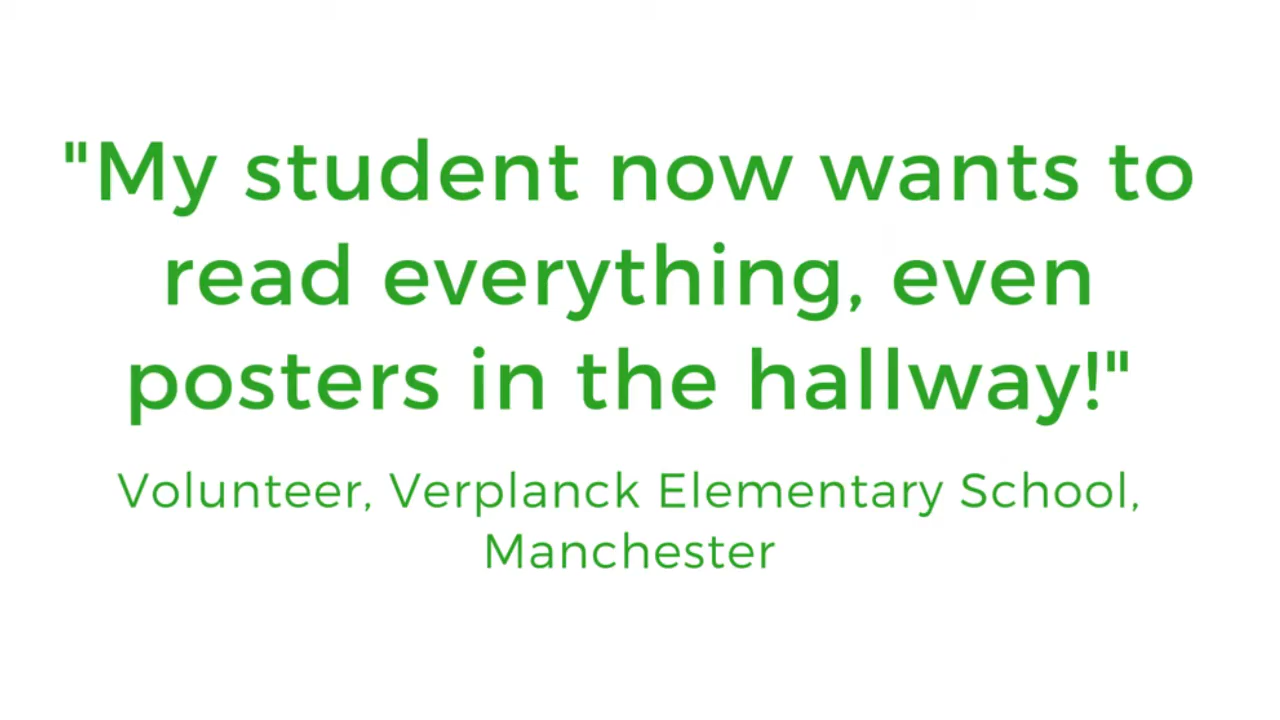 "My student now wants to
read everything, even
posters in the hallway!"
Volunteer, Verplanck Elementary School,
Manchester